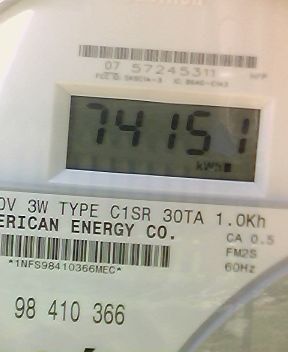 07 57245311
74151
kWh
0V 3W TYPE C1SR 30TA 1.0Kh
ERICAN ENERGY CO.
CA 0.5
FM2S
*1NFS98410366MEC*
60Hz
98 410 366